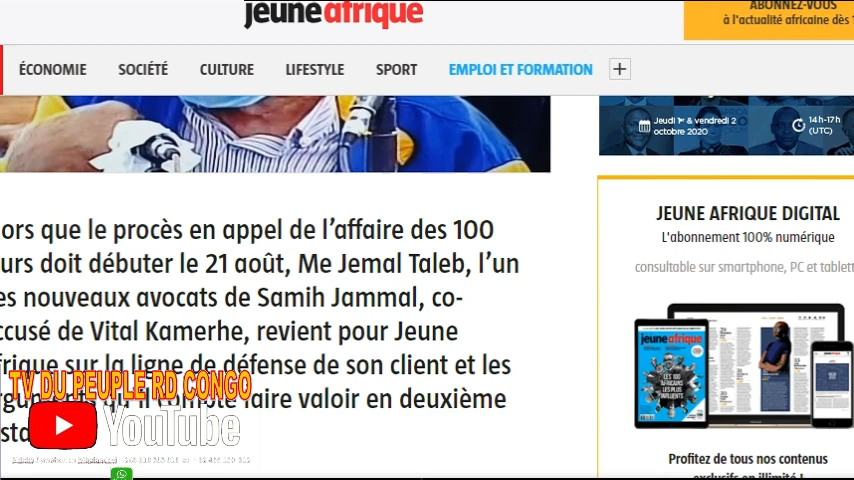 jeune afrique
ABONNEZ-VOUS
à l'actualité africaine dès 1
ÉCONOMIE SOCIÉTÉ CULTURE LIFESTYLE SPORT EMPLOI ET FORMATION +
Jeudi 1er & vendredi 2
octobre 2020
14h-17h
(UTC)
ors que le procès en appel de l'affaire des 100
urs doit débuter le 21 août, Me Jemal Taleb, l'un
es nouveaux avocats de Samih Jammal, co-
ccusé de Vital Kamerhe, revient pour Jeune
frique sur la ligne de défense de son client et les
faire valoir en deuxième
TV DU PEUPLE RD CONGO
YouTube
JEUNE AFRIQUE DIGITAL
L'abonnement 100% numérique
consultable sur smartphone, PC et tablett
jeune afrique
LES 100
AFRICAINS
LES PLUS
INFLUENTS
Profitez de tous nos contenus
exclusifs en illimité !